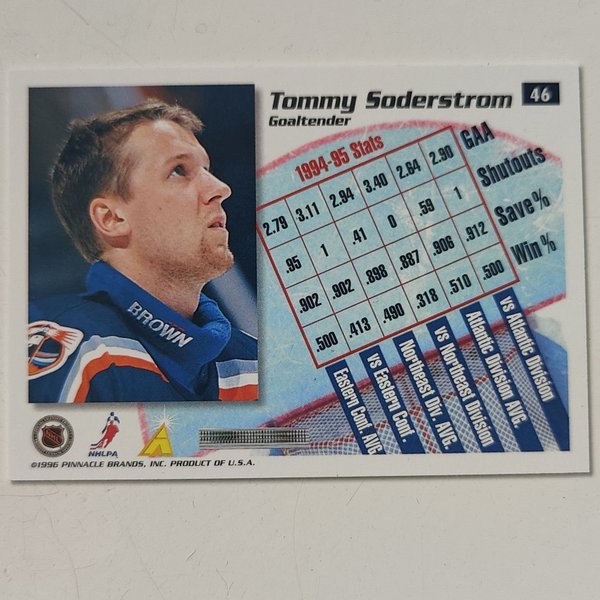 46
Tommy Soderstrom
Goaltender
1994-95 Stats
2.79 3.11 2.94 3.40 2.64 2.90 GAA
.95 1 .41 0 .59 1 Shutouts
.902 .902 .898 .887 .906 .912 Save%
.500 .413 .490 .318 .510 .500 Win%
Eastern Conf. AVG.
vs Eastern Conf.
Northeast Div. AVG.
vs Northeast Division
Atlantic Division AVG.
vs Atlantic Division
BROWN
NHL
NHLPA
©1996 PINNACLE BRANDS, INC. PRODUCT OF U.S.A.